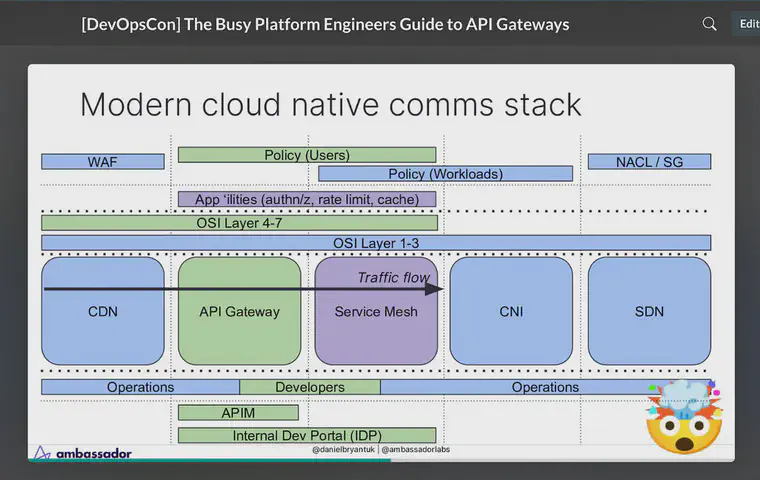 [DevOpsCon] The Busy Platform Engineers Guide to API Gateways
Edit
Modern cloud native comms stack
WAF
Policy (Users)
Policy (Workloads)
NACL / SG
App ‘ilities (authn/z, rate limit, cache)
OSI Layer 4-7
OSI Layer 1-3
Traffic flow
CDN
API Gateway
Service Mesh
CNI
SDN
Operations
Developers
Operations
APIM
Internal Dev Portal (IDP)
ambassador
@danielbryantuk | @ambassadorlabs